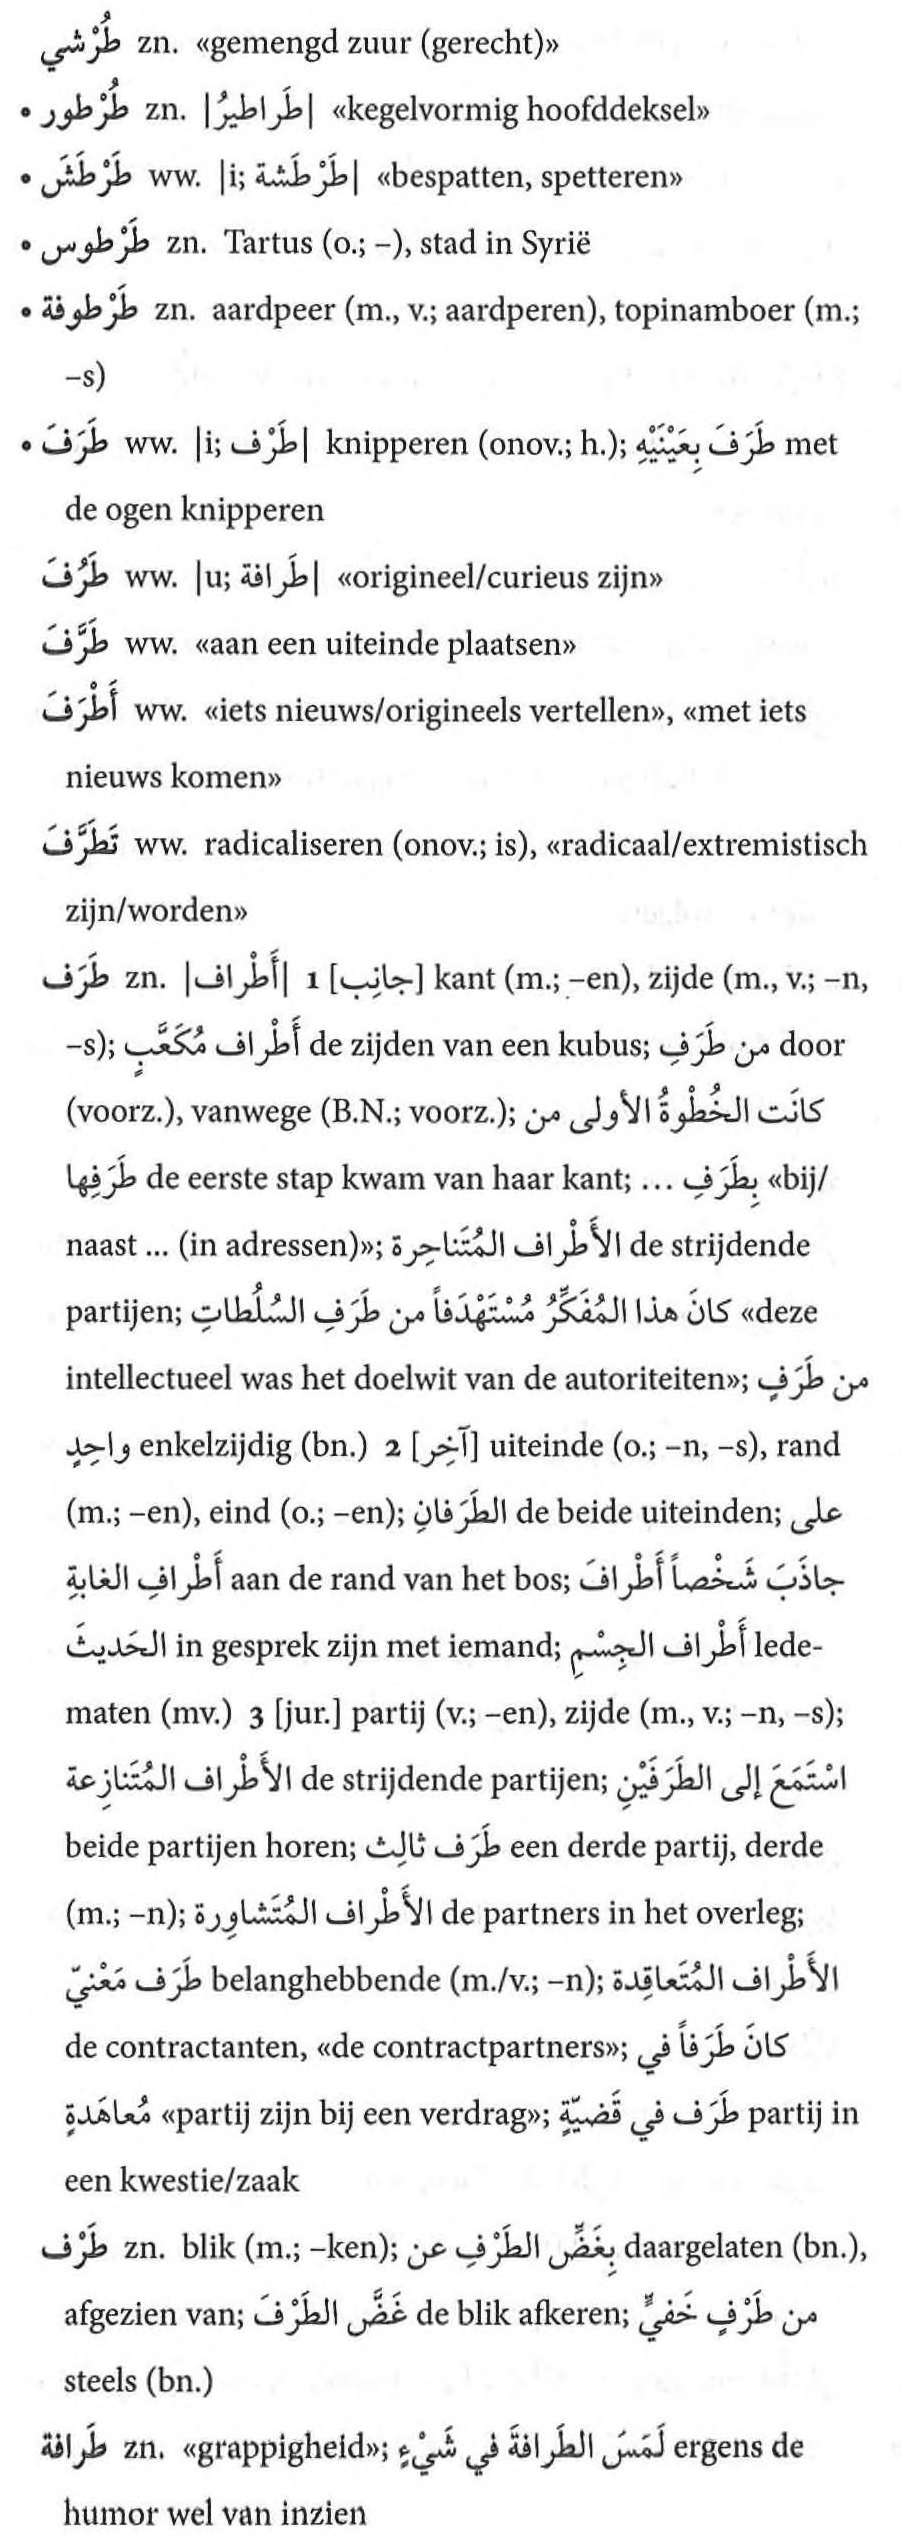 طُرْشي zn. «gemengd zuur (gerecht)»
• طُرْطور zn. |طَراطيرُ| «kegelvormig hoofddeksel»
• طَرْطَشَ ww. |i; طَرْطَشة| «bespatten, spetteren»
• طَرْطوس zn. Tartus (o.; –), stad in Syrië
• طَرْطوفة zn. aardpeer (m., v.; aardperen), topinamboer (m.;
–s)
• طَرَفَ ww. |i; طَرْف| knipperen (onov.; h.); طَرَفَ بِعَيْنَيْهِ met
de ogen knipperen
طَرُفَ ww. |u; طَرافة| «origineel/curieus zijn»
طَرَّفَ ww. «aan een uiteinde plaatsen»
أَطْرَفَ ww. «iets nieuws/origineels vertellen», «met iets
nieuws komen»
تَطَرَّفَ ww. radicaliseren (onov.; is), «radicaal/extremistisch
zijn/worden»
طَرَف zn. |أَطْراف| 1 [جانِب] kant (m.; –en), zijde (m., v.; –n,
–s); أَطْراف مُكَعَّبٍ de zijden van een kubus; من طَرَفِ door
(voorz.), vanwege (B.N.; voorz.); كانَت الخُطْوةُ الأولى من
طَرَفِها de eerste stap kwam van haar kant; … بِطَرَفِ «bij/
naast ... (in adressen)»; الأَطْراف المُتَناحِرة de strijdende
partijen; كانَ هذا المُفَكِّرُ مُسْتَهْدَفاً من طَرَفِ السُلُطاتِ «deze
intellectueel was het doelwit van de autoriteiten»; من طَرَفٍ
واحِدٍ enkelzijdig (bn.) 2 [آخِر] uiteinde (o.; –n, –s), rand
(m.; –en), eind (o.; –en); الطَرَفانِ de beide uiteinden; على
أَطْرافِ الغابةِ aan de rand van het bos; جاذَبَ شَخْصاً أَطْرافَ
الحَديثَ in gesprek zijn met iemand; أَطْراف الجِسْمِ lede-
maten (mv.) 3 [jur.] partij (v.; –en), zijde (m., v.; –n, –s);
الأَطْراف المُتَنازِعة de strijdende partijen; اسْتَمَعَ إلى الطَرَفَيْنِ
beide partijen horen; طَرَف ثالِث een derde partij, derde
(m.; –n); الأَطْراف المُتَشاوِرة de partners in het overleg;
طَرَف مَعْنيّ belanghebbende (m./v.; –n); الأَطْراف المُتَعاقِدة
de contractanten, «de contractpartners»; كانَ طَرَفاً في
مُعاهَدةٍ «partij zijn bij een verdrag»; طَرَف في قَضيّةٍ partij in
een kwestie/zaak
طَرْف zn. blik (m.; –ken); بِغَضِّ الطَرْفِ عن daargelaten (bn.),
afgezien van; غَضَّ الطَرْفَ de blik afkeren; من طَرْفٍ خَفيٍّ
steels (bn.)
طَرافة zn. «grappigheid»; لَمَسَ الطَرافةَ في شَيْءٍ ergens de
humor wel van inzien